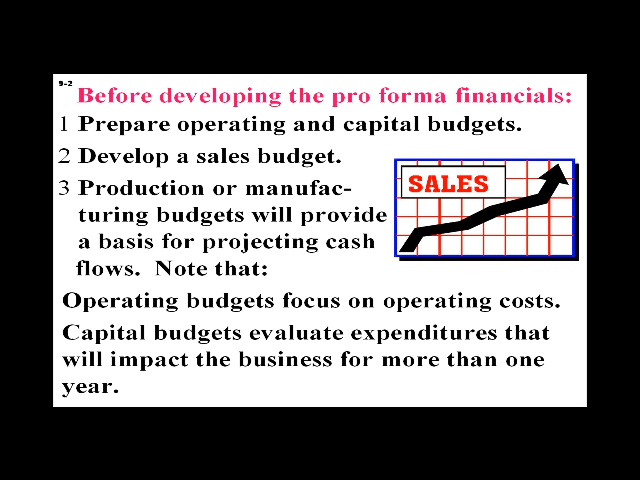 9-2
Before developing the pro forma financials:
1 Prepare operating and capital budgets.
2 Develop a sales budget.
3 Production or manufac-
turing budgets will provide
a basis for projecting cash
flows. Note that:
SALES
Operating budgets focus on operating costs.
Capital budgets evaluate expenditures that
will impact the business for more than one
year.